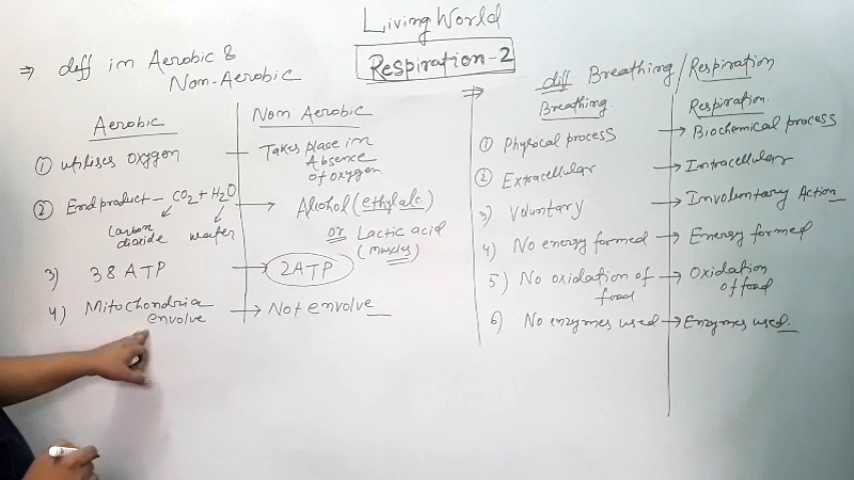 Living World
Respiration-2
⇒ diff in Aerobic &
Non-Aerobic
Aerobic | Non Aerobic
① utilises oxygen — Takes place in
Absence
of oxygen
② End product - CO2 + H2O → Alcohol (ethylalc)
Carbon
dioxide water
or Lactic acid
(muscles)
3) 38 ATP → 2 ATP
4) Mitochondria
envolve → Not envolve
⇒ diff Breathing / Respiration
Breathing | Respiration
① Physical process → Biochemical process
② Extracellular → Intracellular
3) Voluntary → Involuntary Action
4) No energy formed → Energy formed
5) No oxidation of
food → Oxidation
of food
6) No enzymes used → Enzymes used.